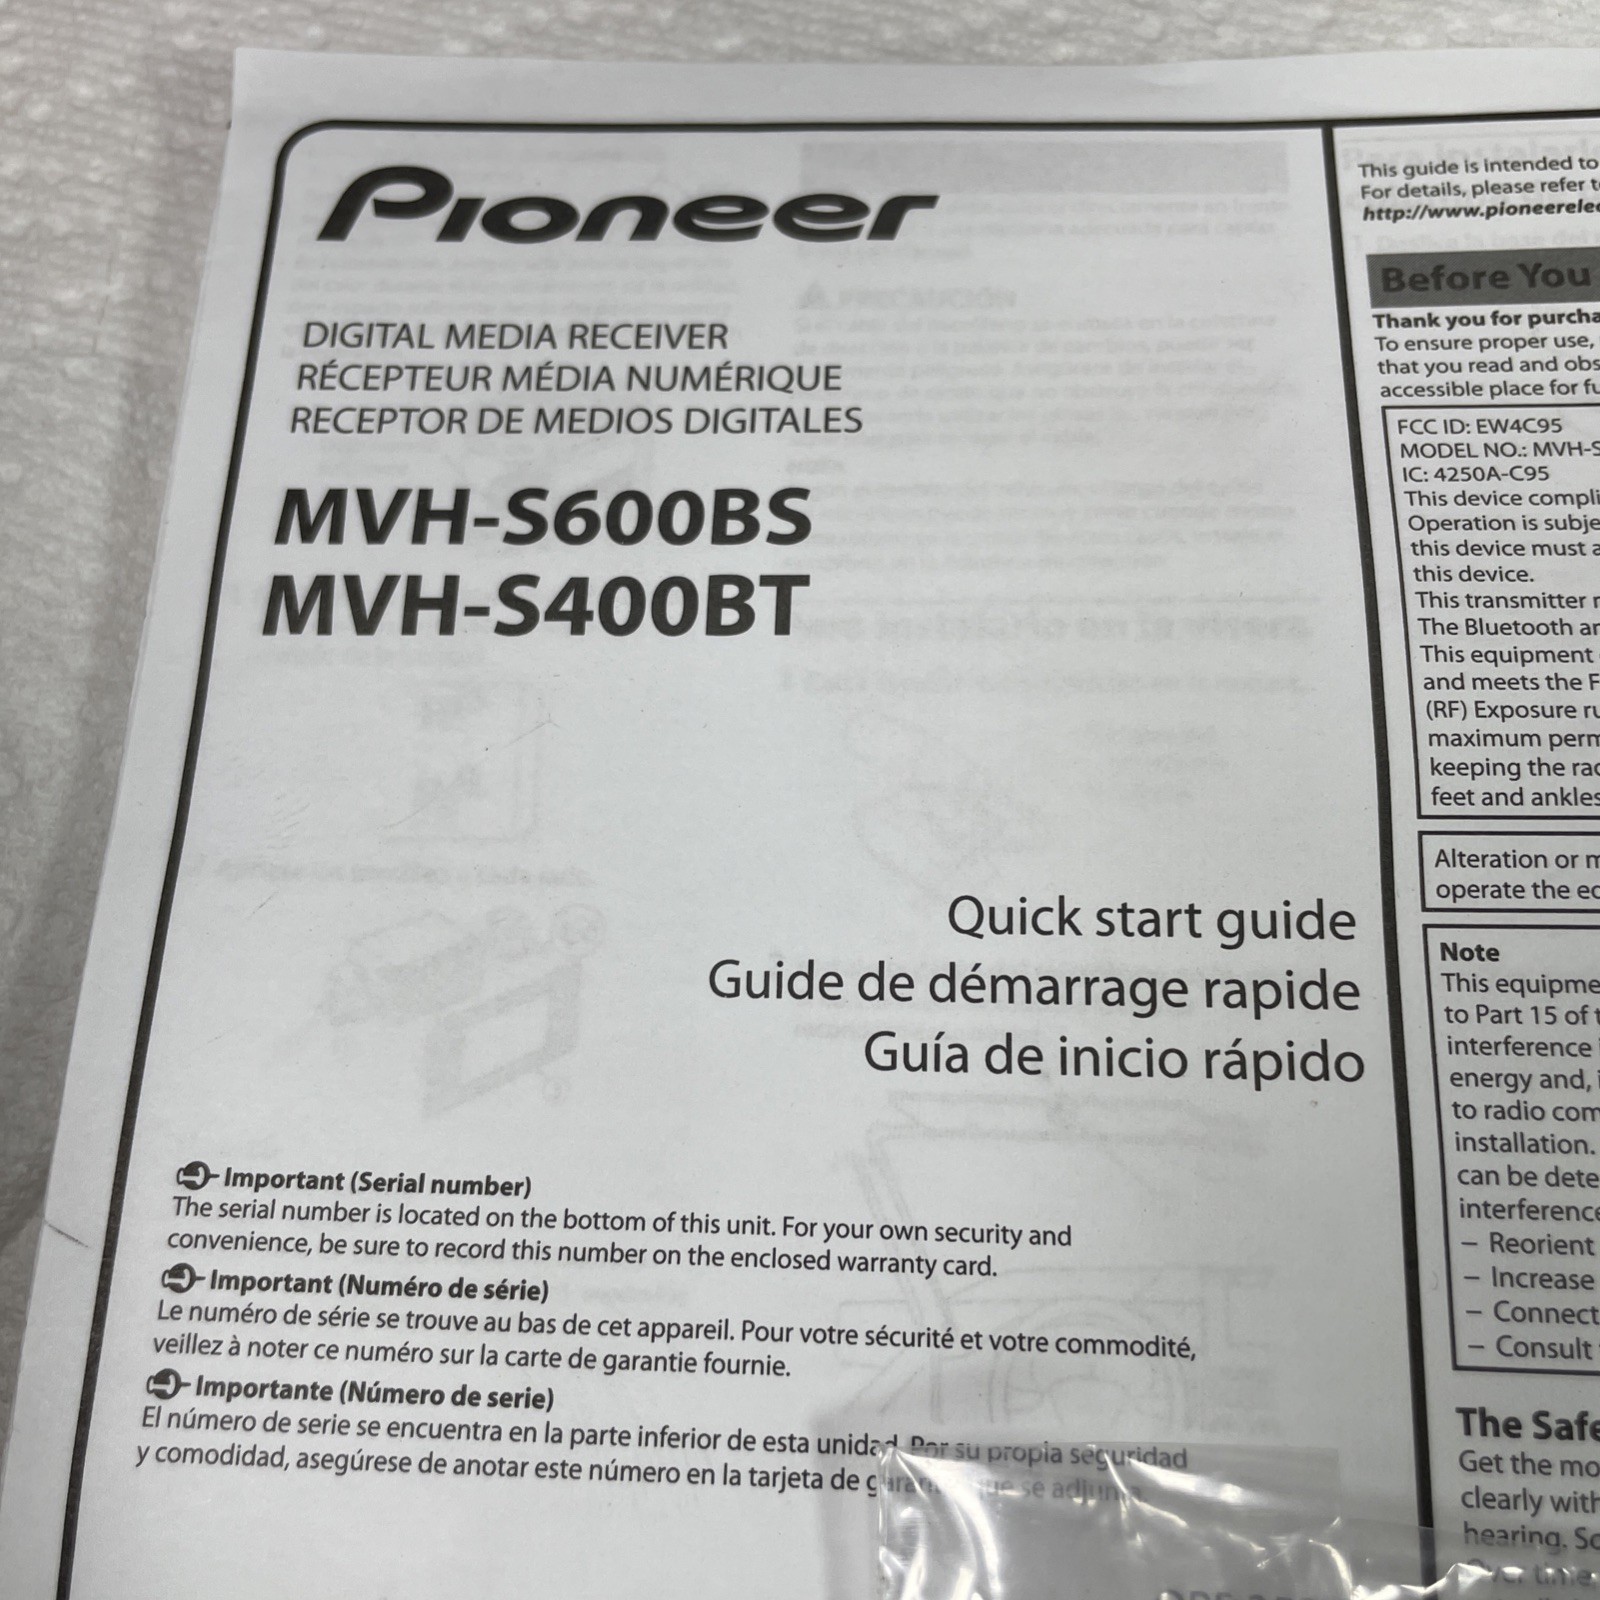 Pioneer
DIGITAL MEDIA RECEIVER
RÉCEPTEUR MÉDIA NUMÉRIQUE
RECEPTOR DE MEDIOS DIGITALES
MVH-S600BS
MVH-S400BT
Quick start guide
Guide de démarrage rapide
Guía de inicio rápido
Important (Serial number)
The serial number is located on the bottom of this unit. For your own security and
convenience, be sure to record this number on the enclosed warranty card.
Important (Numéro de série)
Le numéro de série se trouve au bas de cet appareil. Pour votre sécurité et votre commodité,
veillez à noter ce numéro sur la carte de garantie fournie.
Importante (Número de serie)
El número de serie se encuentra en la parte inferior de esta unidad. Por su propia seguridad
y comodidad, asegúrese de anotar este número en la tarjeta de que se adjunta
This guide is intended to
For details, please refer
http://www.pioneerelec
Before You
Thank you for purcha
To ensure proper use,
that you read and obs
accessible place for fu
FCC ID: EW4C95
MODEL NO.: MVH-S
IC: 4250A-C95
This device compli
Operation is subje
this device must a
this device.
This transmitter
The Bluetooth an
This equipment
and meets the F
(RF) Exposure ru
maximum perm
keeping the rad
feet and ankles
Alteration or m
operate the eq
Note
This equipme
to Part 15 of t
interference
energy and,
to radio com
installation.
can be dete
interference
– Reorient
– Increase
– Connect
– Consult
The Safe
Get the mo
clearly with
hearing. So
Over time